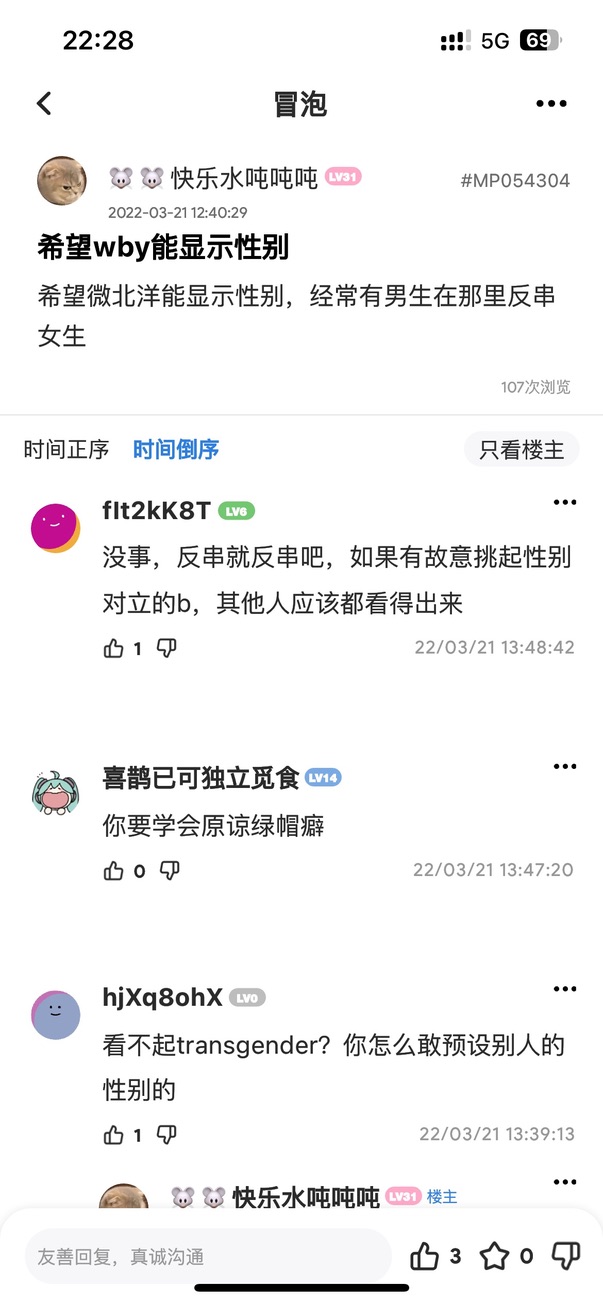 22:28
5G 69
冒泡
快乐水吨吨吨 LV31 #MP054304
2022-03-21 12:40:29
希望wby能显示性别
希望微北洋能显示性别，经常有男生在那里反串
女生
107次浏览
时间正序 时间倒序 只看楼主
fIt2kK8T LV6
没事，反串就反串吧，如果有故意挑起性别
对立的b，其他人应该都看得出来
1 22/03/21 13:48:42
喜鹊已可独立觅食 LV14
你要学会原谅绿帽癖
0 22/03/21 13:47:20
hjXq8ohX LV0
看不起transgender？你怎么敢预设别人的
性别的
1 22/03/21 13:39:13
快乐水吨吨吨 LV31 楼主
友善回复，真诚沟通 3 0